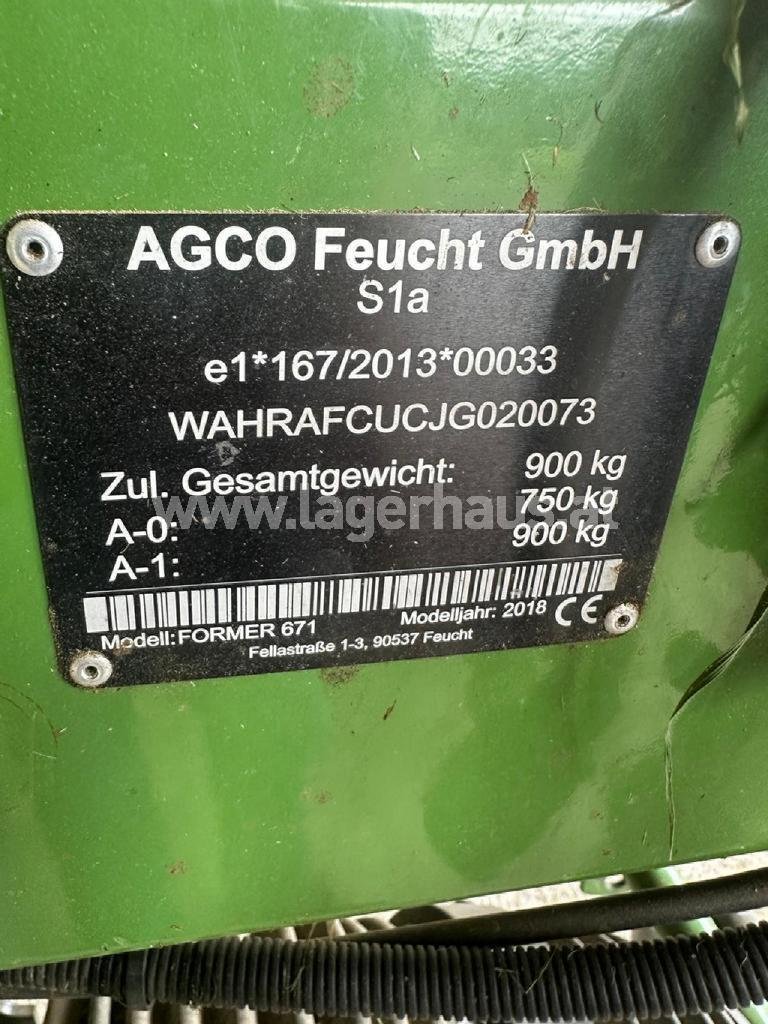 AGCO Feucht GmbH
S1a
e1*167/2013*00033
WAHRAFCUCJG020073
Zul. Gesamtgewicht: 900 kg
A-0: 750 kg
A-1: 900 kg
www.lagerhaus.at
Modell: FORMER 671 Modelljahr: 2018 CE
Fellastraße 1-3, 90537 Feucht